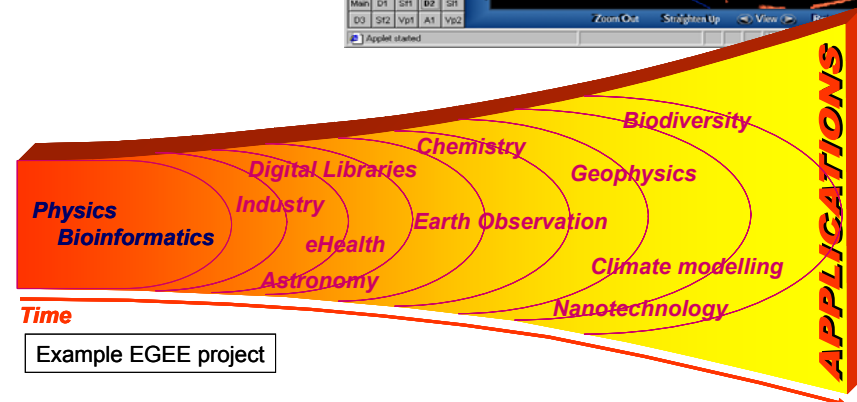 Main D1 Sf1 D2 Sf1
D3 Sf2 Vp1 A1 Vp2
Zoom Out Straighten Up View
Applet started
Biodiversity
Chemistry
Digital Libraries
Geophysics
Industry
Physics
Bioinformatics
Earth Observation
eHealth
Climate modelling
Astronomy
Nanotechnology
APPLICATIONS
Time
Example EGEE project